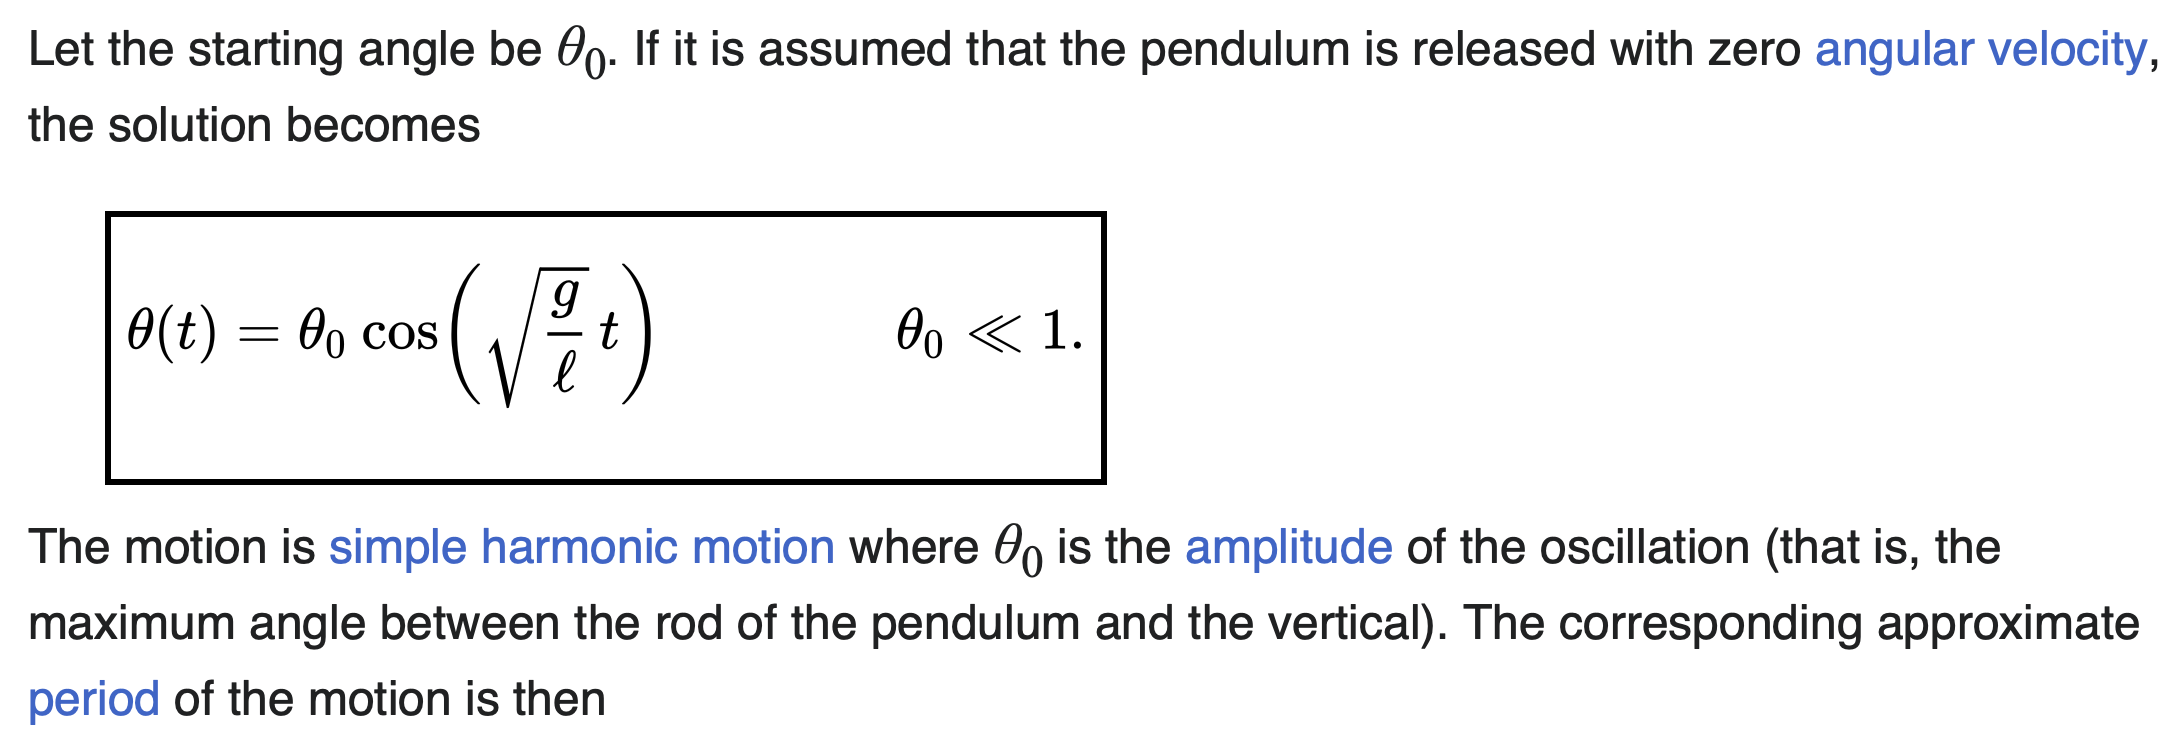 Let the starting angle be θ₀. If it is assumed that the pendulum is released with zero angular velocity,
the solution becomes
θ(t) = θ₀ cos(√(g/ℓ) t)   θ₀ ≪ 1.
The motion is simple harmonic motion where θ₀ is the amplitude of the oscillation (that is, the
maximum angle between the rod of the pendulum and the vertical). The corresponding approximate
period of the motion is then